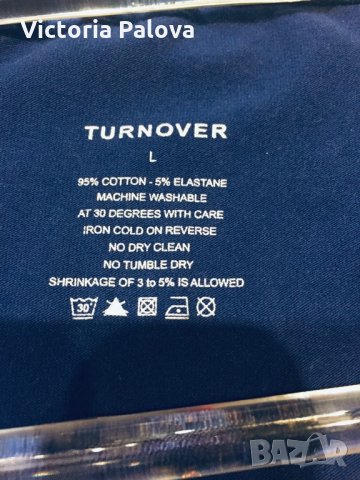 Victoria Palova
TURNOVER
L
95% COTTON - 5% ELASTANE
MACHINE WASHABLE
AT 30 DEGREES WITH CARE
IRON COLD ON REVERSE
NO DRY CLEAN
NO TUMBLE DRY
SHRINKAGE OF 3 to 5% IS ALLOWED
30°
BAZAR